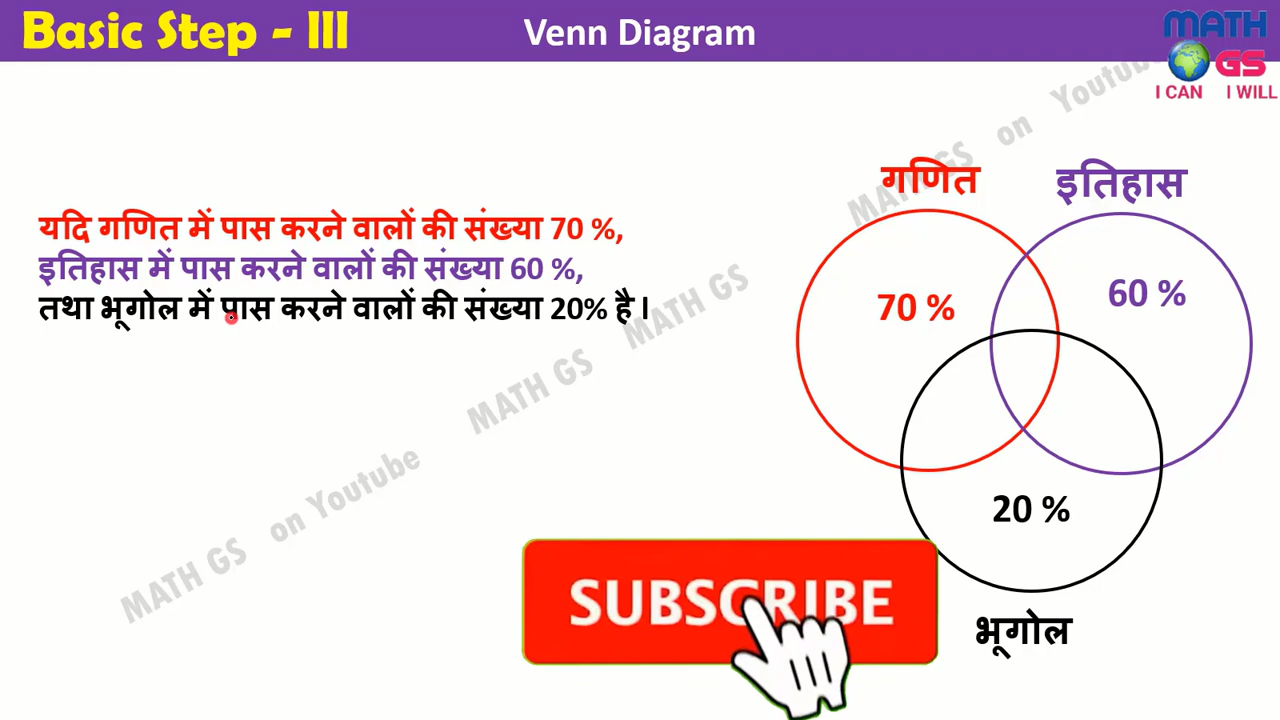 Basic Step - III
Venn Diagram
MATH
GS
I CAN I WILL
यदि गणित में पास करने वालों की संख्या 70 %,
इतिहास में पास करने वालों की संख्या 60 %,
तथा भूगोल में पास करने वालों की संख्या 20% है ।
गणित
इतिहास
70 %
60 %
20 %
भूगोल
SUBSCRIBE
MATH GS on Youtube
MATH GS MATH GS
MATH GS on Youtube